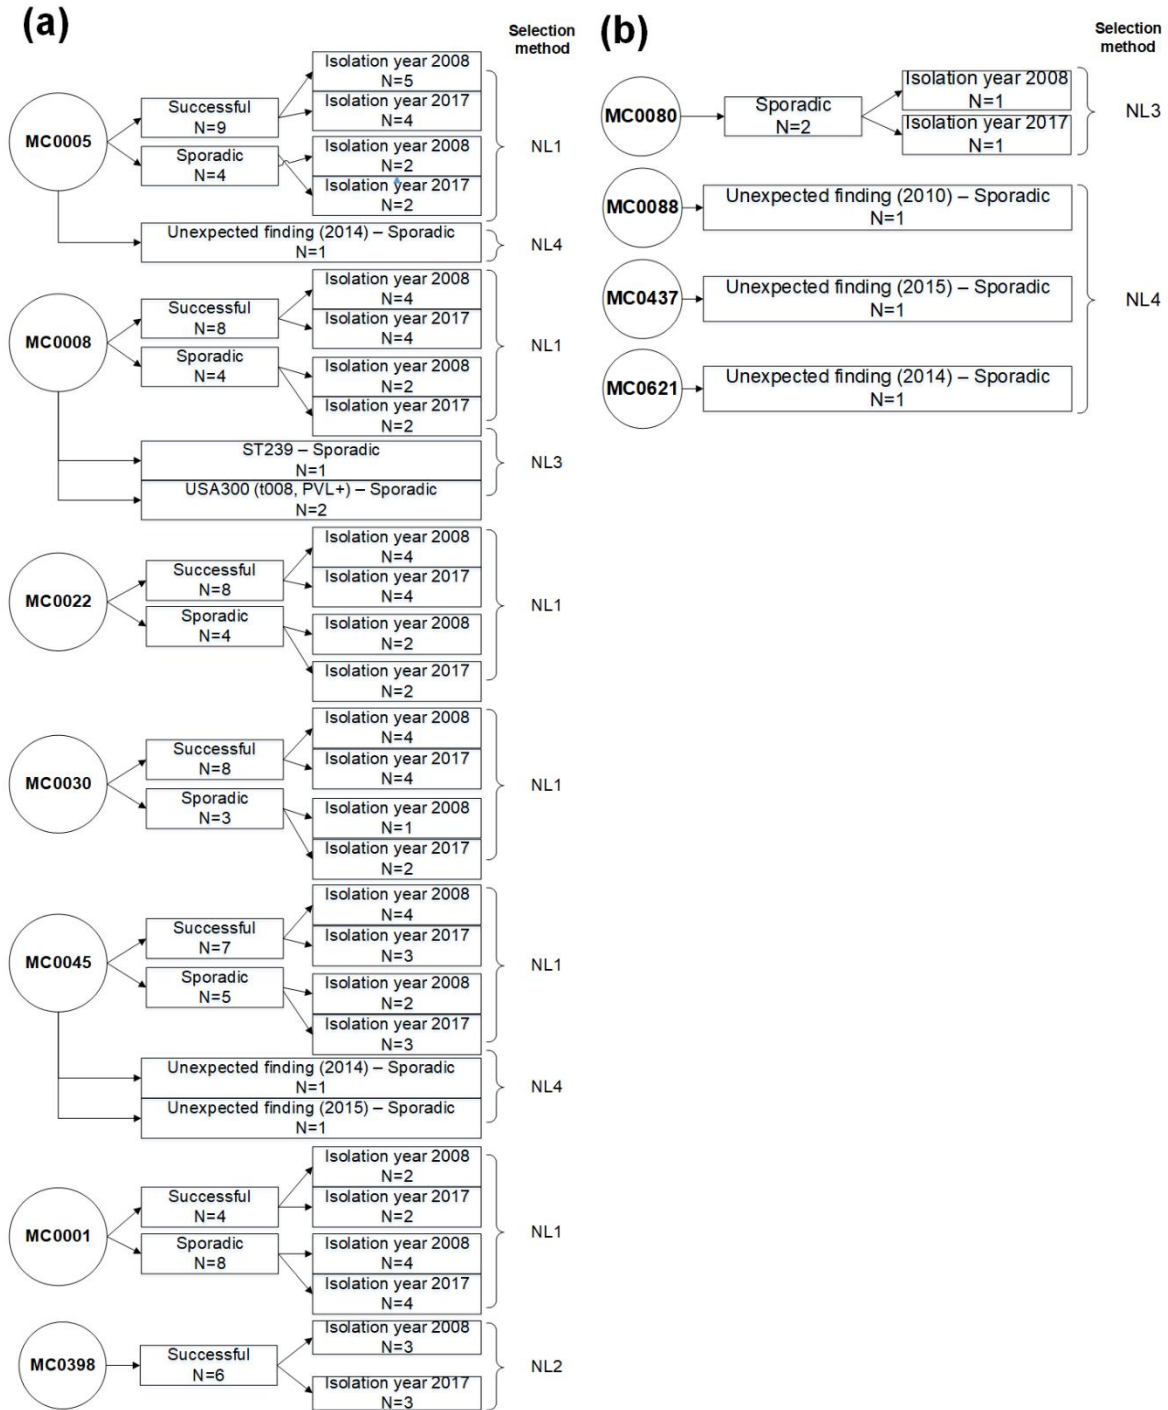 (a)
Selection
method
MC0005
Successful
N=9
Isolation year 2008
N=5
Isolation year 2017
N=4
Sporadic
N=4
Isolation year 2008
N=2
Isolation year 2017
N=2
NL1
Unexpected finding (2014) – Sporadic
N=1
NL4
MC0008
Successful
N=8
Isolation year 2008
N=4
Isolation year 2017
N=4
Sporadic
N=4
Isolation year 2008
N=2
Isolation year 2017
N=2
NL1
ST239 – Sporadic
N=1
USA300 (t008, PVL+) – Sporadic
N=2
NL3
MC0022
Successful
N=8
Isolation year 2008
N=4
Isolation year 2017
N=4
Sporadic
N=4
Isolation year 2008
N=2
Isolation year 2017
N=2
NL1
MC0030
Successful
N=8
Isolation year 2008
N=4
Isolation year 2017
N=4
Sporadic
N=3
Isolation year 2008
N=1
Isolation year 2017
N=2
NL1
MC0045
Successful
N=7
Isolation year 2008
N=4
Isolation year 2017
N=3
Sporadic
N=5
Isolation year 2008
N=2
Isolation year 2017
N=3
NL1
Unexpected finding (2014) – Sporadic
N=1
Unexpected finding (2015) – Sporadic
N=1
NL4
MC0001
Successful
N=4
Isolation year 2008
N=2
Isolation year 2017
N=2
Sporadic
N=8
Isolation year 2008
N=4
Isolation year 2017
N=4
NL1
MC0398
Successful
N=6
Isolation year 2008
N=3
Isolation year 2017
N=3
NL2
(b)
Selection
method
MC0080
Sporadic
N=2
Isolation year 2008
N=1
Isolation year 2017
N=1
NL3
MC0088
Unexpected finding (2010) – Sporadic
N=1
MC0437
Unexpected finding (2015) – Sporadic
N=1
MC0621
Unexpected finding (2014) – Sporadic
N=1
NL4